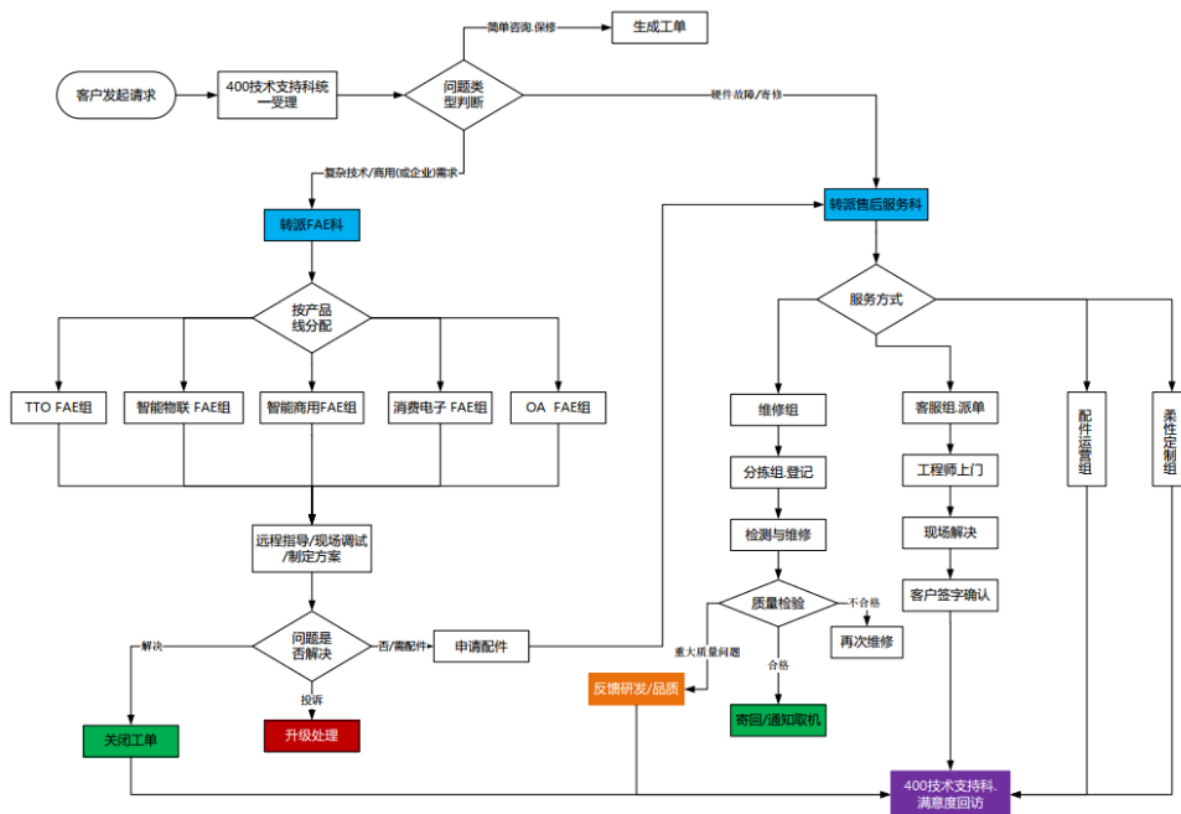 简单咨询.保修
生成工单
客户发起请求
400技术支持科统
一受理
问题类
型判断
硬件故障/寄修
复杂技术/商用(或企业)需求
转派FAE科
转派售后服务科
按产品
线分配
服务方式
TTO FAE组
智能物联 FAE组
智能商用FAE组
消费电子 FAE组
OA FAE组
维修组
客服组.派单
配件运营组
柔性定制组
分拣组.登记
工程师上门
远程指导/现场调试
/制定方案
检测与维修
现场解决
质量检验
不合格
客户签字确认
再次维修
问题是
否解决
解决
否/需配件
申请配件
重大质量问题
合格
投诉
反馈研发/品质
寄回/通知取机
关闭工单
升级处理
400技术支持科.
满意度回访